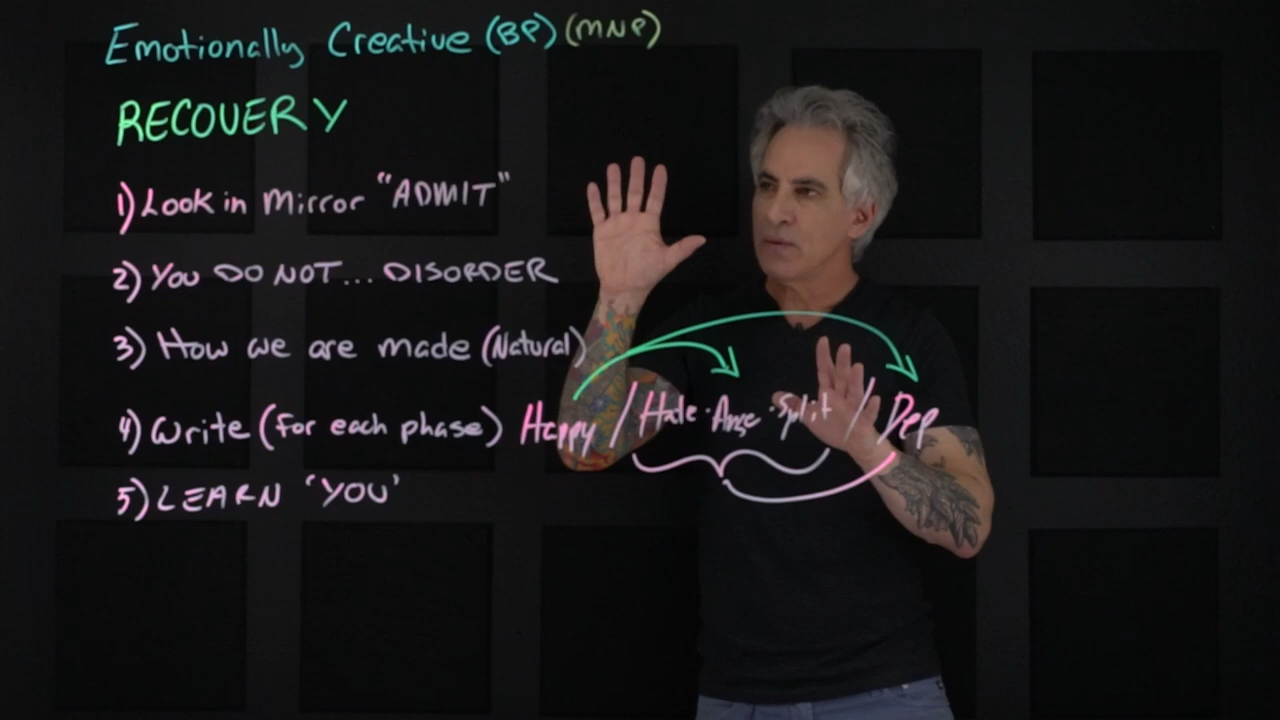 Emotionally Creative (BP) (MNP)
RECOVERY
1) Look in Mirror "ADMIT"
2) You DO NOT... DISORDER
3) How we are made (Natural)
4) Write (for each phase) Happy / Hate · Ange · Split / Dep
5) LEARN 'YOU'